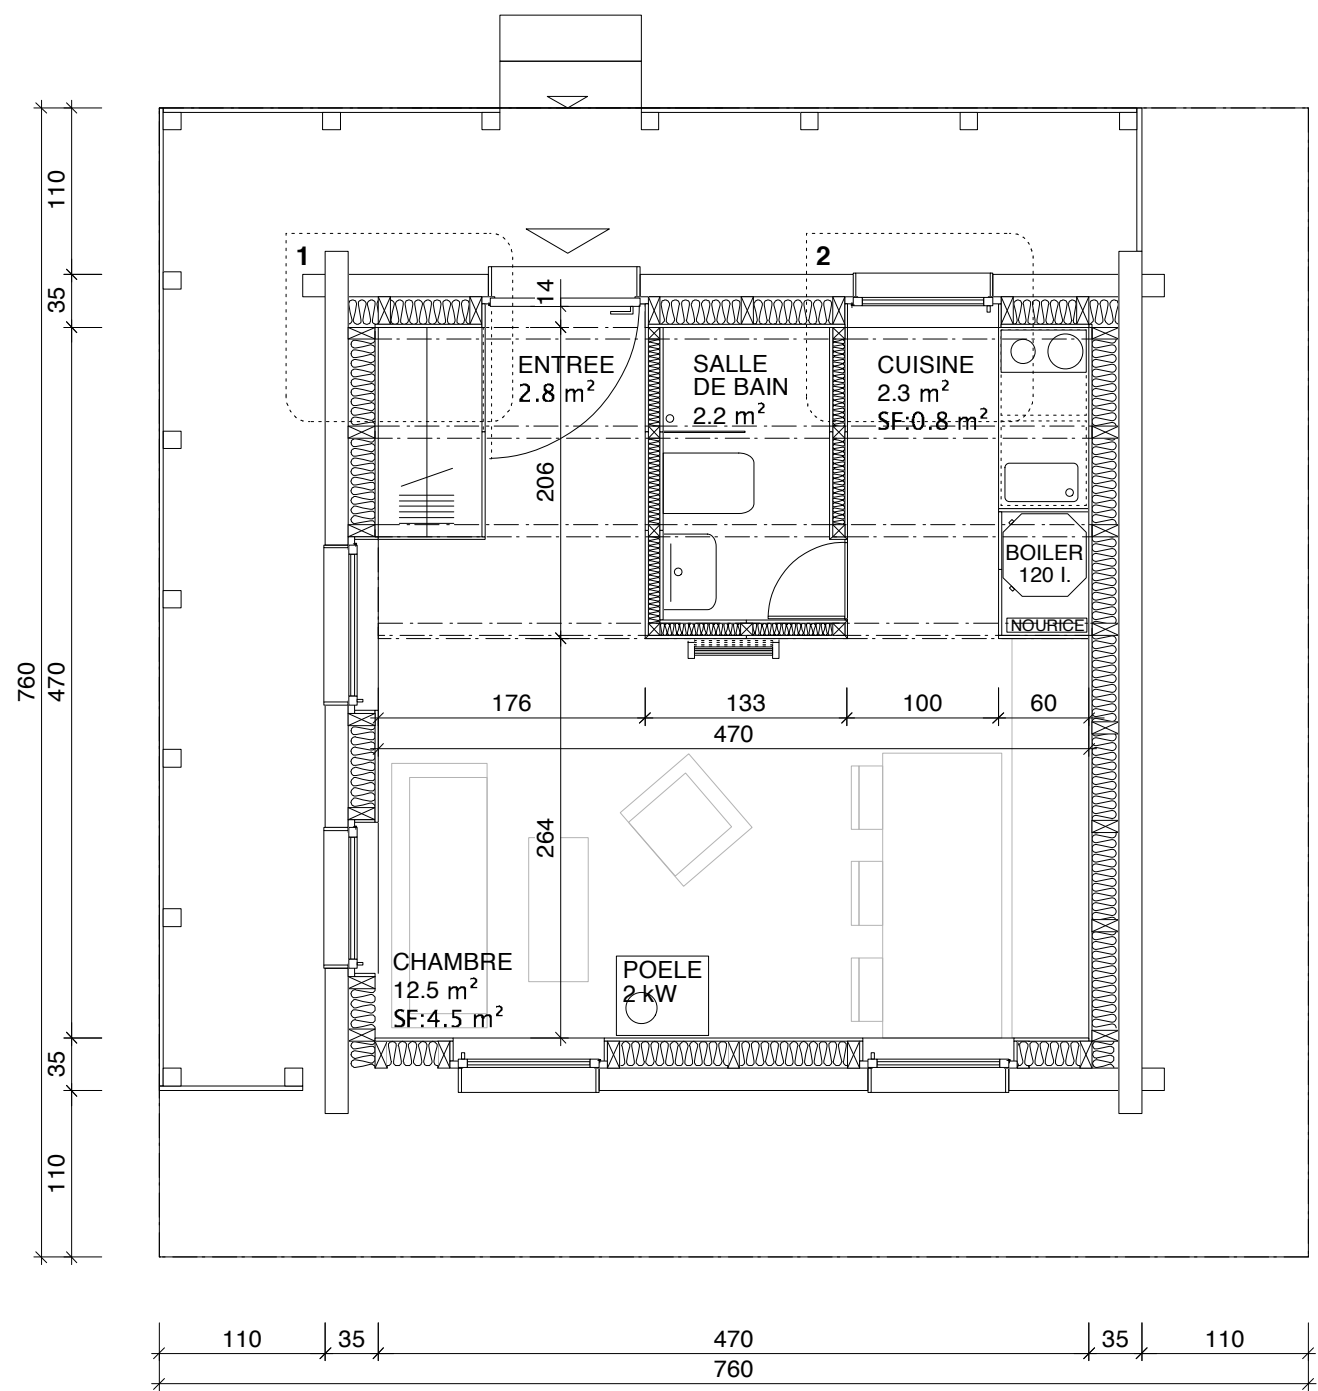 110
35
470
760
35
110
1
2
14
ENTREE
2.8 m²
SALLE
DE BAIN
2.2 m²
CUISINE
2.3 m²
SF:0.8 m²
206
BOILER
120 l.
NOURICE
176
133
100
60
470
264
CHAMBRE
12.5 m²
SF:4.5 m²
POELE
2 kW
110
35
470
35
110
760